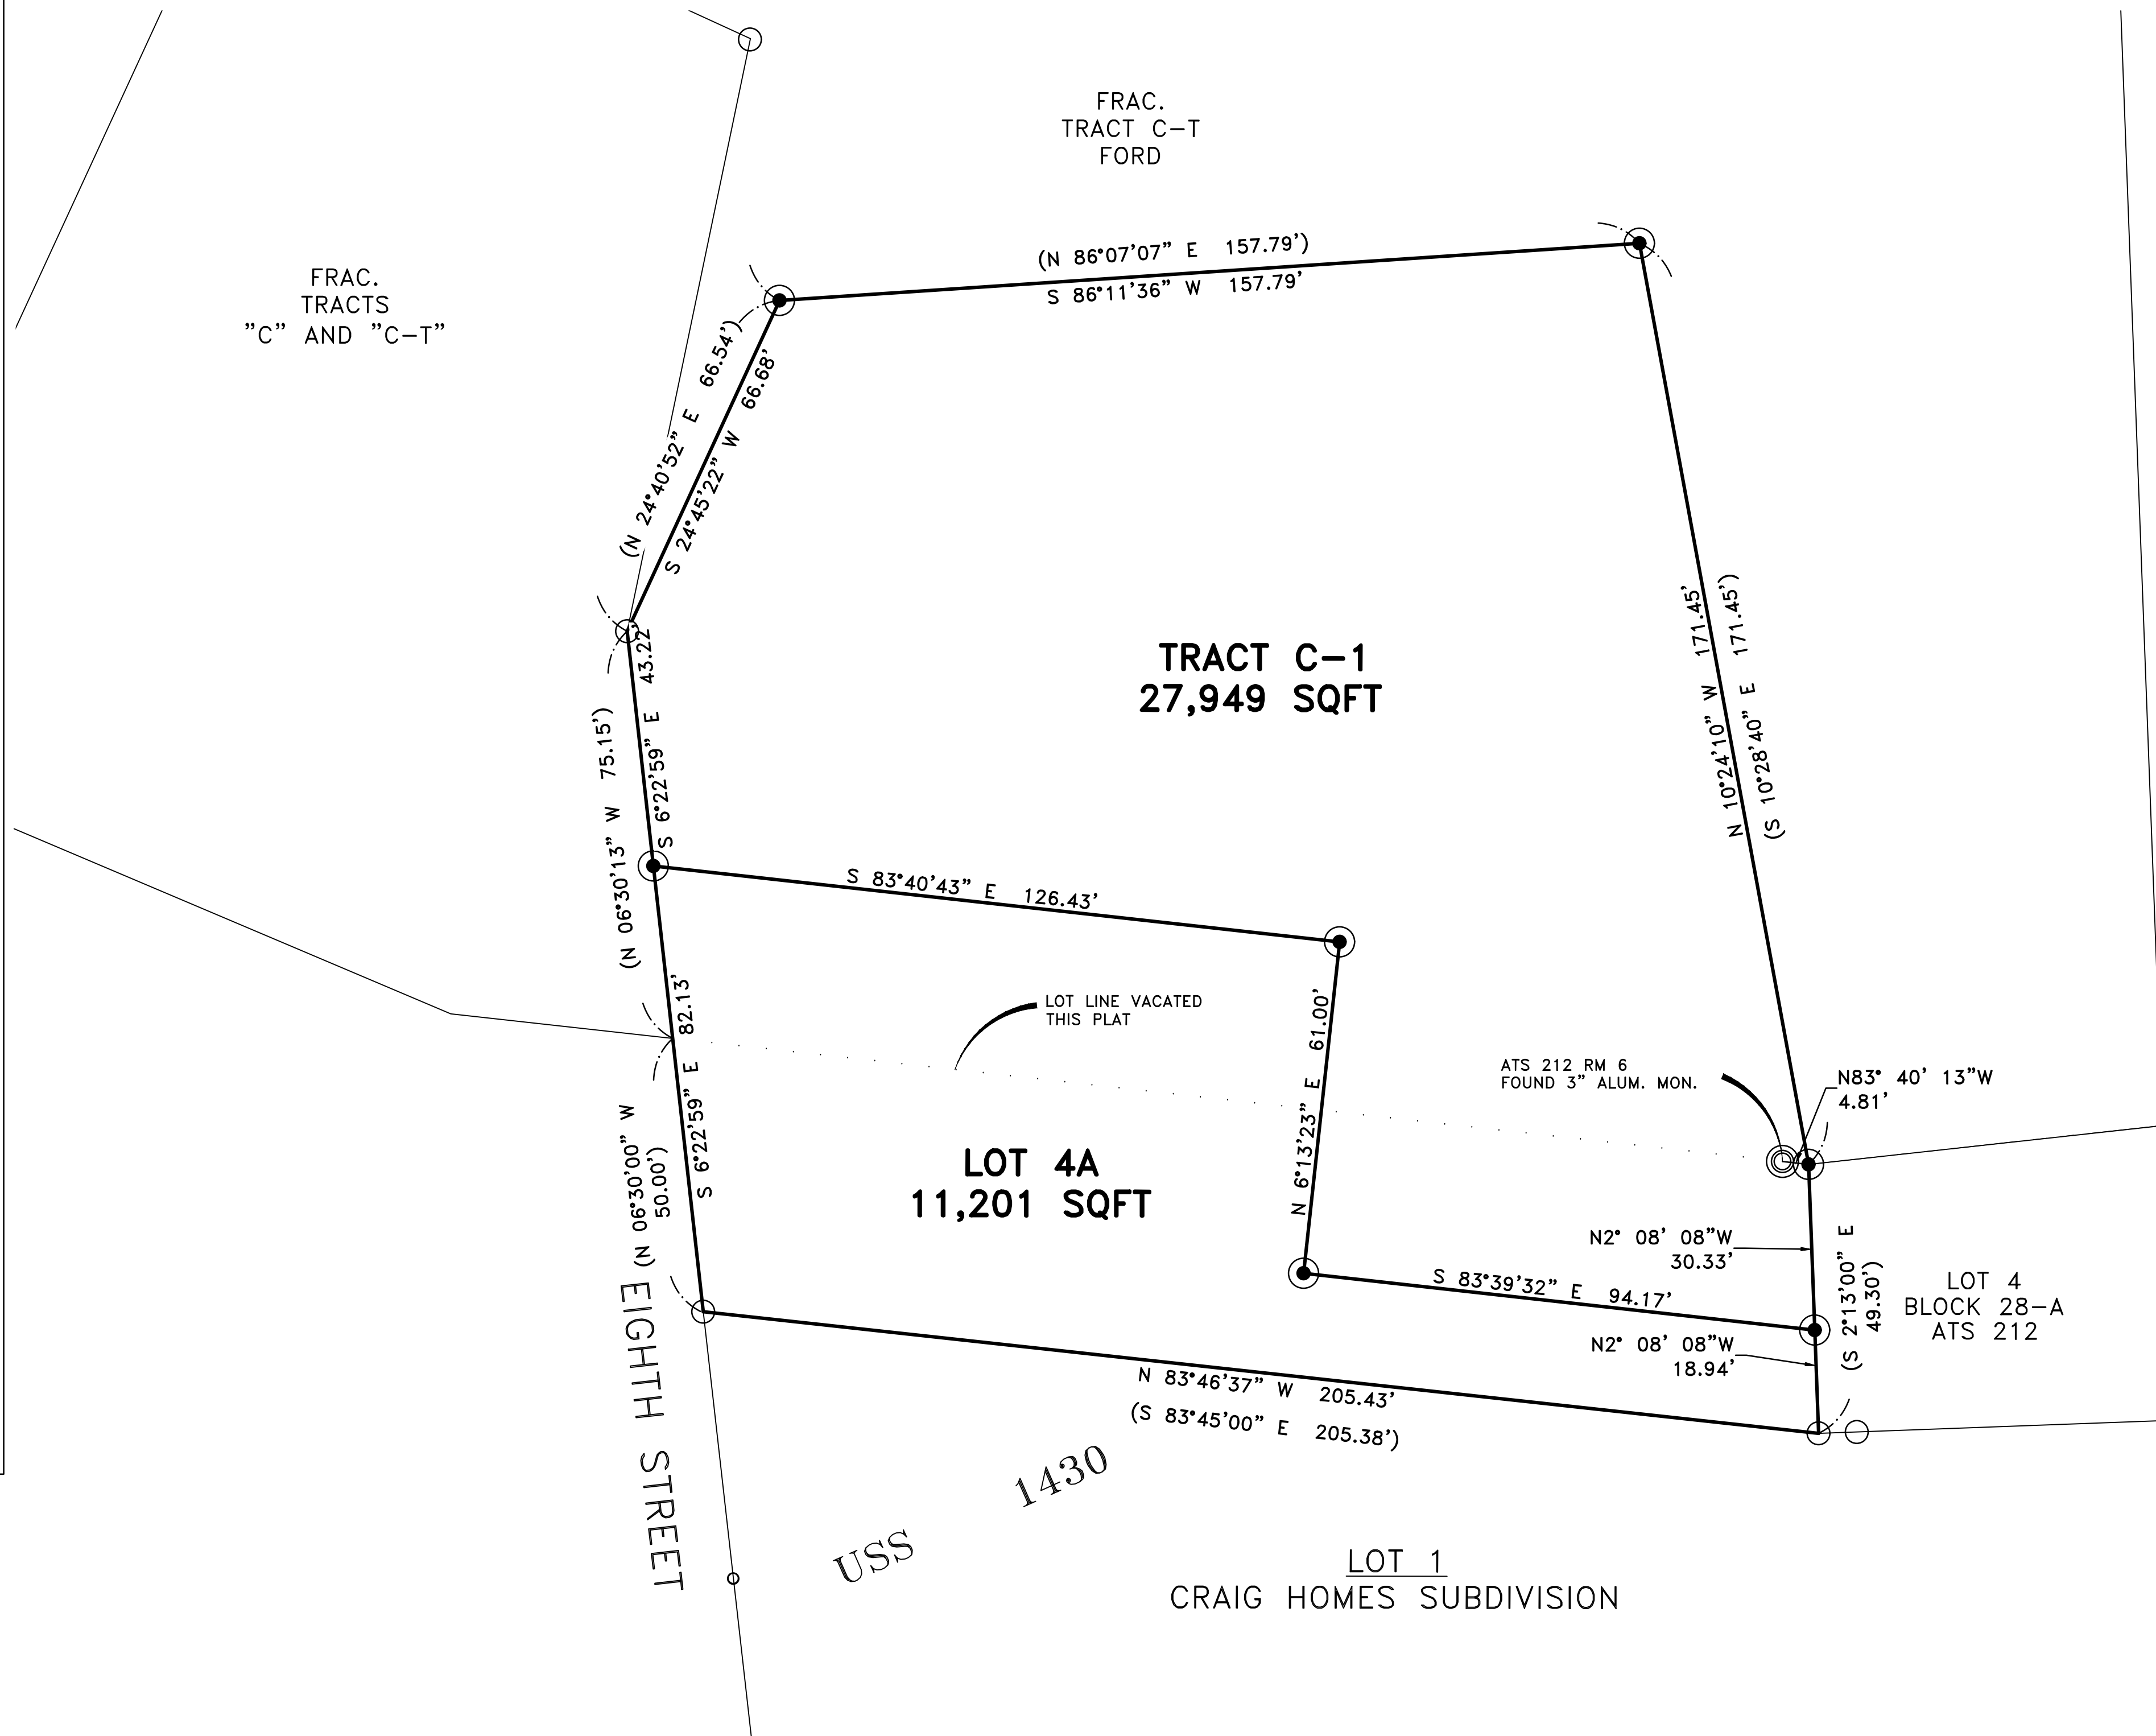 FRAC.
TRACT C-T
FORD
FRAC.
TRACTS
"C" AND "C-T"
(N 86°07'07" E 157.79')
S 86°11'36" W 157.79'
(N 24°40'52" E 66.54')
S 24°45'22" W 66.68'
S 6°22'59" E 43.22'
(N 06°30'13" W 75.15')
TRACT C-1
27,949 SQFT
N 10°24'10" W 171.45'
(S 10°28'40" E 171.45')
S 83°40'43" E 126.43'
S 6°22'59" E 82.13'
LOT LINE VACATED
THIS PLAT
N 6°13'23" E 61.00'
ATS 212 RM 6
FOUND 3" ALUM. MON.
N83° 40' 13"W
4.81'
(N 06°30'00" W
50.00')
LOT 4A
11,201 SQFT
N2° 08' 08"W
30.33'
(S 2°13'00" E
49.30')
LOT 4
BLOCK 28-A
ATS 212
S 83°39'32" E 94.17'
N2° 08' 08"W
18.94'
N 83°46'37" W 205.43'
(S 83°45'00" E 205.38')
EIGHTH STREET
USS 1430
LOT 1
CRAIG HOMES SUBDIVISION